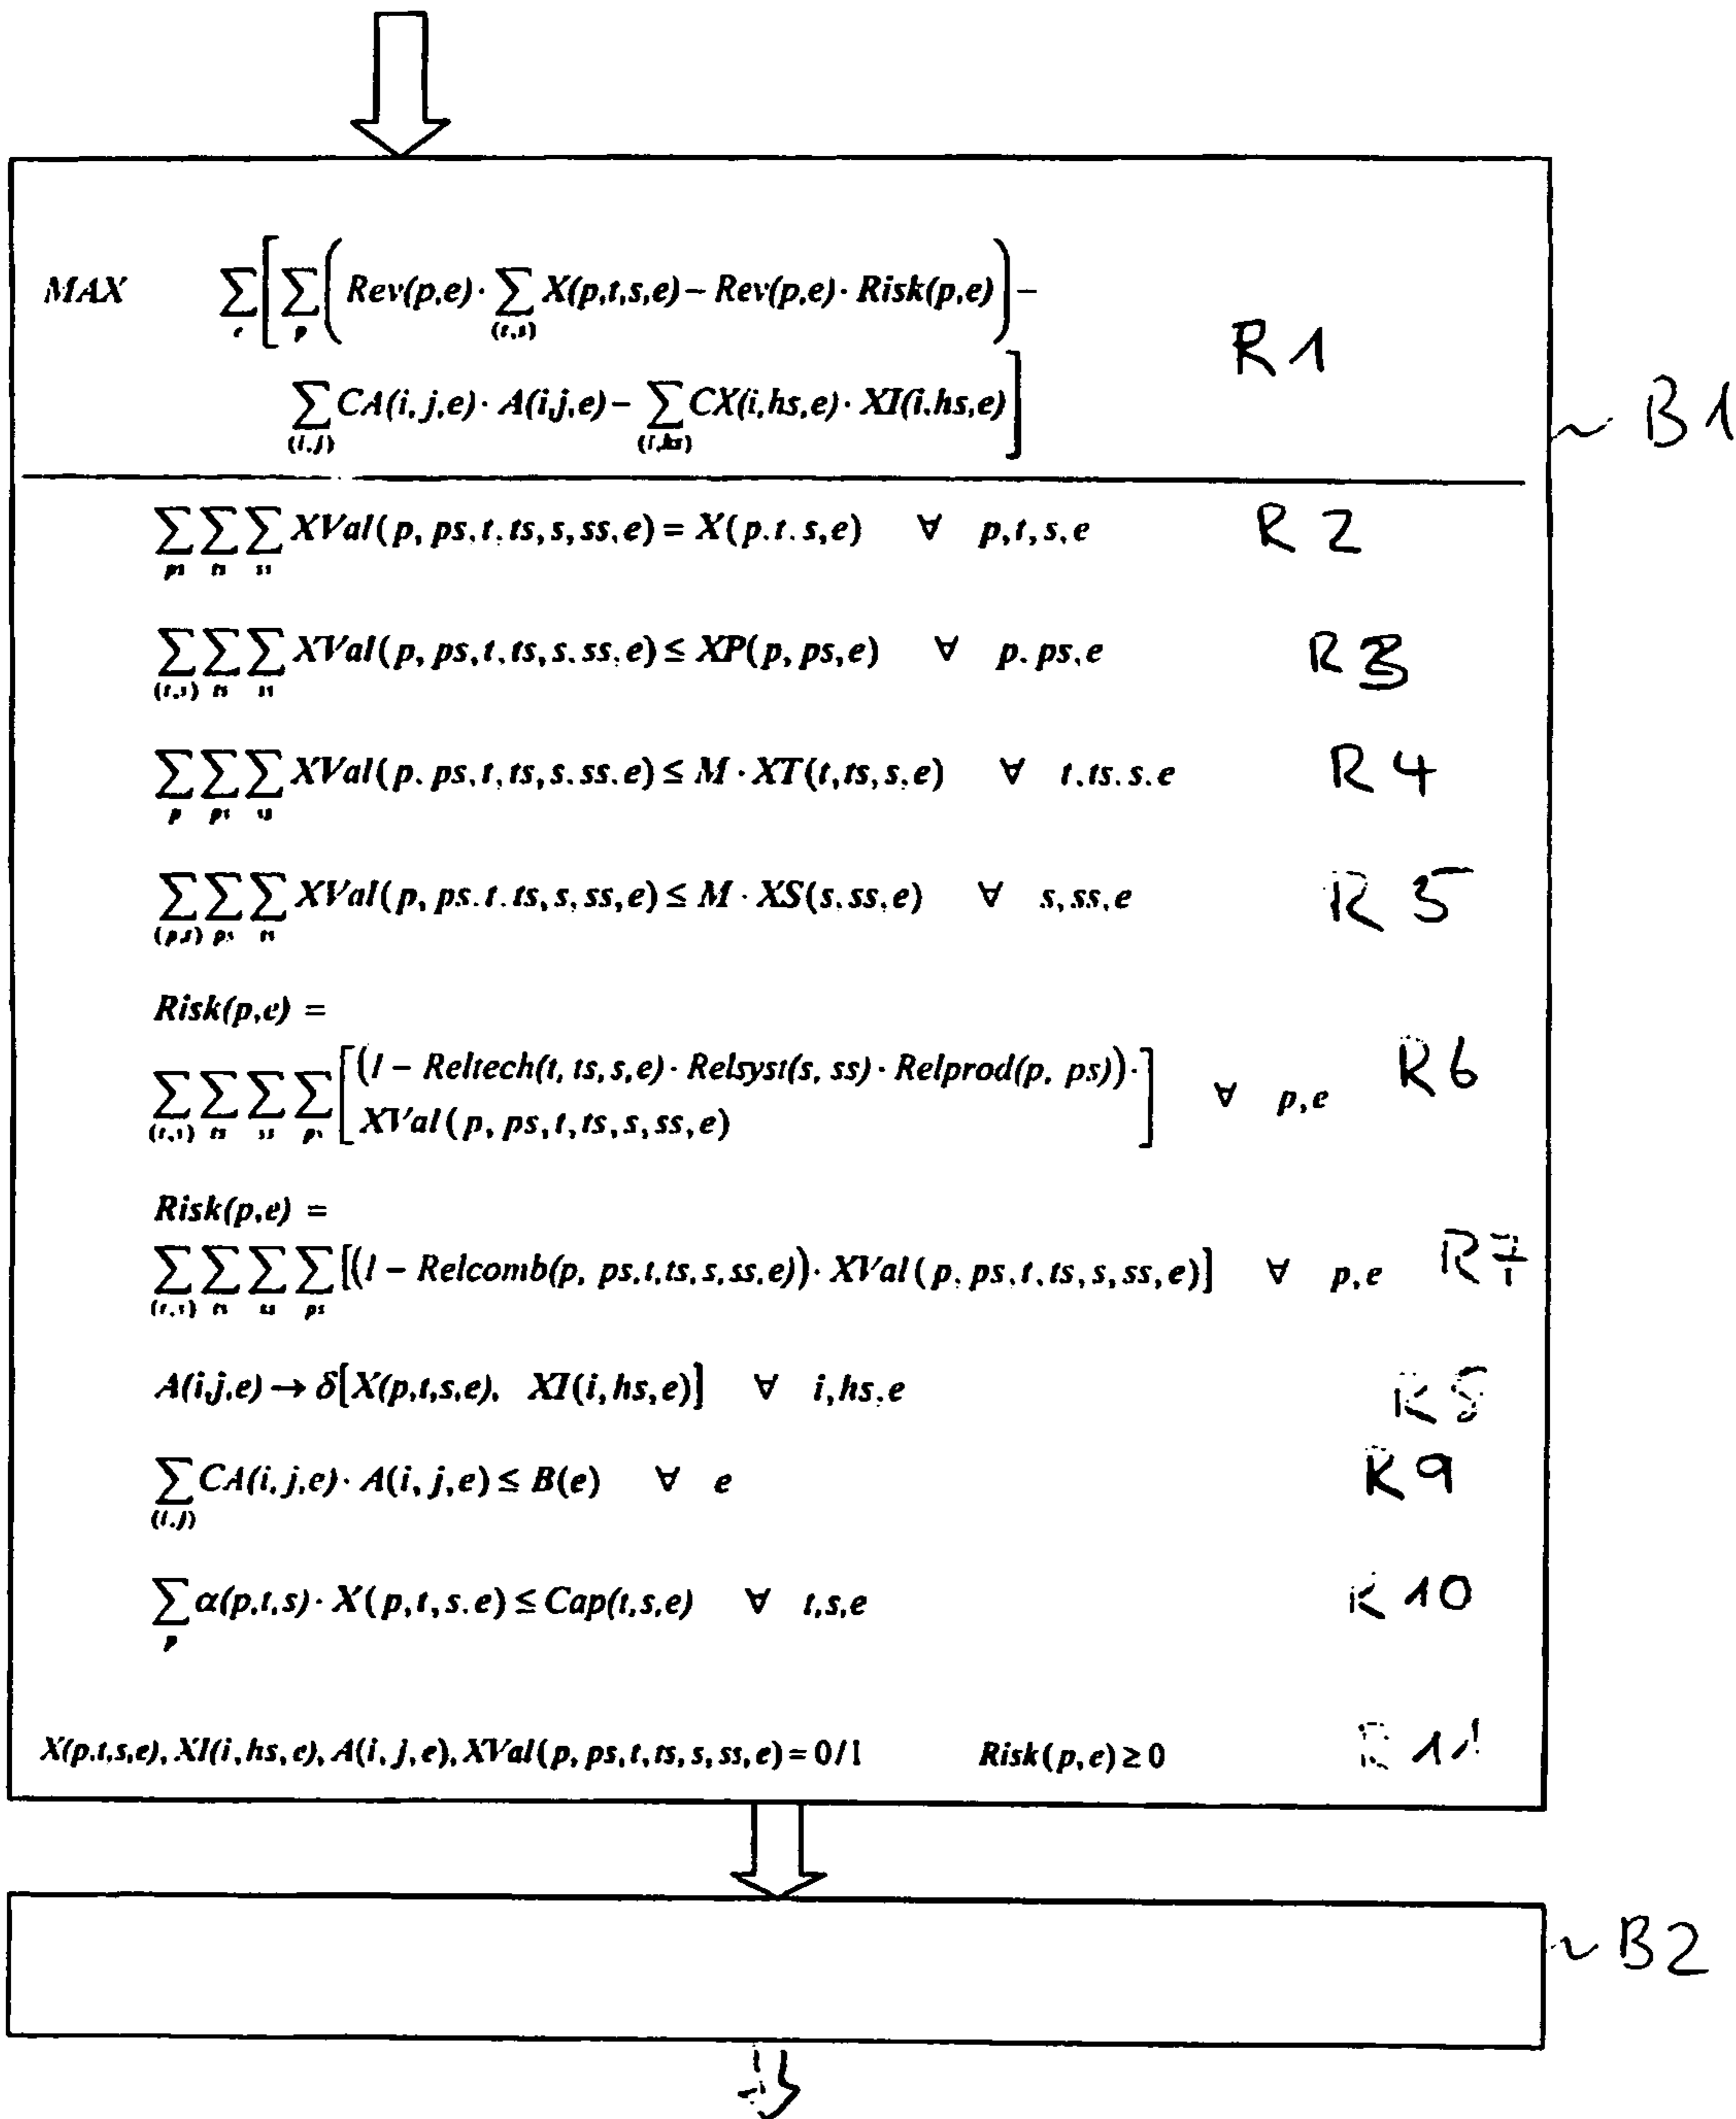 MAX ∑e [ ∑p ( Rev(p,e) · ∑(t,s) X(p,t,s,e) − Rev(p,e) · Risk(p,e) ) −
R1
∑(i,j) CA(i,j,e) · A(i,j,e) − ∑(i,hs) CX(i,hs,e) · XI(i,hs,e) ]
~ B1
∑ps ∑ts ∑ss XVal(p, ps, t, ts, s, ss, e) = X(p.t.s,e) ∀ p,t,s,e R2
∑(t,s) ∑ts ∑ss XVal(p, ps, t, ts, s, ss, e) ≤ XP(p, ps, e) ∀ p.ps,e R3
∑p ∑ps ∑ss XVal(p. ps, t, ts, s. ss. e) ≤ M · XT(t,ts,s,e) ∀ t.ts.s.e R4
∑(p,t) ∑ps ∑ts XVal(p, ps. t. ts, s, ss, e) ≤ M · XS(s, ss, e) ∀ s,ss,e R5
Risk(p,e) =
∑(t,s) ∑ts ∑ss ∑ps [ (1 − Reltech(t, ts, s, e) · Relsyst(s, ss) · Relprod(p, ps)) · ∀ p,e R6
XVal(p, ps, t, ts, s, ss, e) ]
Risk(p,e) =
∑(t,s) ∑ts ∑ss ∑ps [(1 − Relcomb(p, ps,t,ts,s,ss,e)) · XVal(p. ps, t, ts, s, ss, e)] ∀ p,e R7
A(i,j,e) → δ[X(p,t,s,e), XI(i,hs,e)] ∀ i,hs,e R8
∑(i,j) CA(i,j,e) · A(i,j,e) ≤ B(e) ∀ e R9
∑p α(p,t,s) · X(p,t,s.e) ≤ Cap(t,s,e) ∀ t,s,e R10
X(p.t,s,e), XI(i,hs,e), A(i,j,e), XVal(p, ps, t, ts, s, ss, e) = 0/1 Risk(p,e) ≥ 0 R11
~ B2